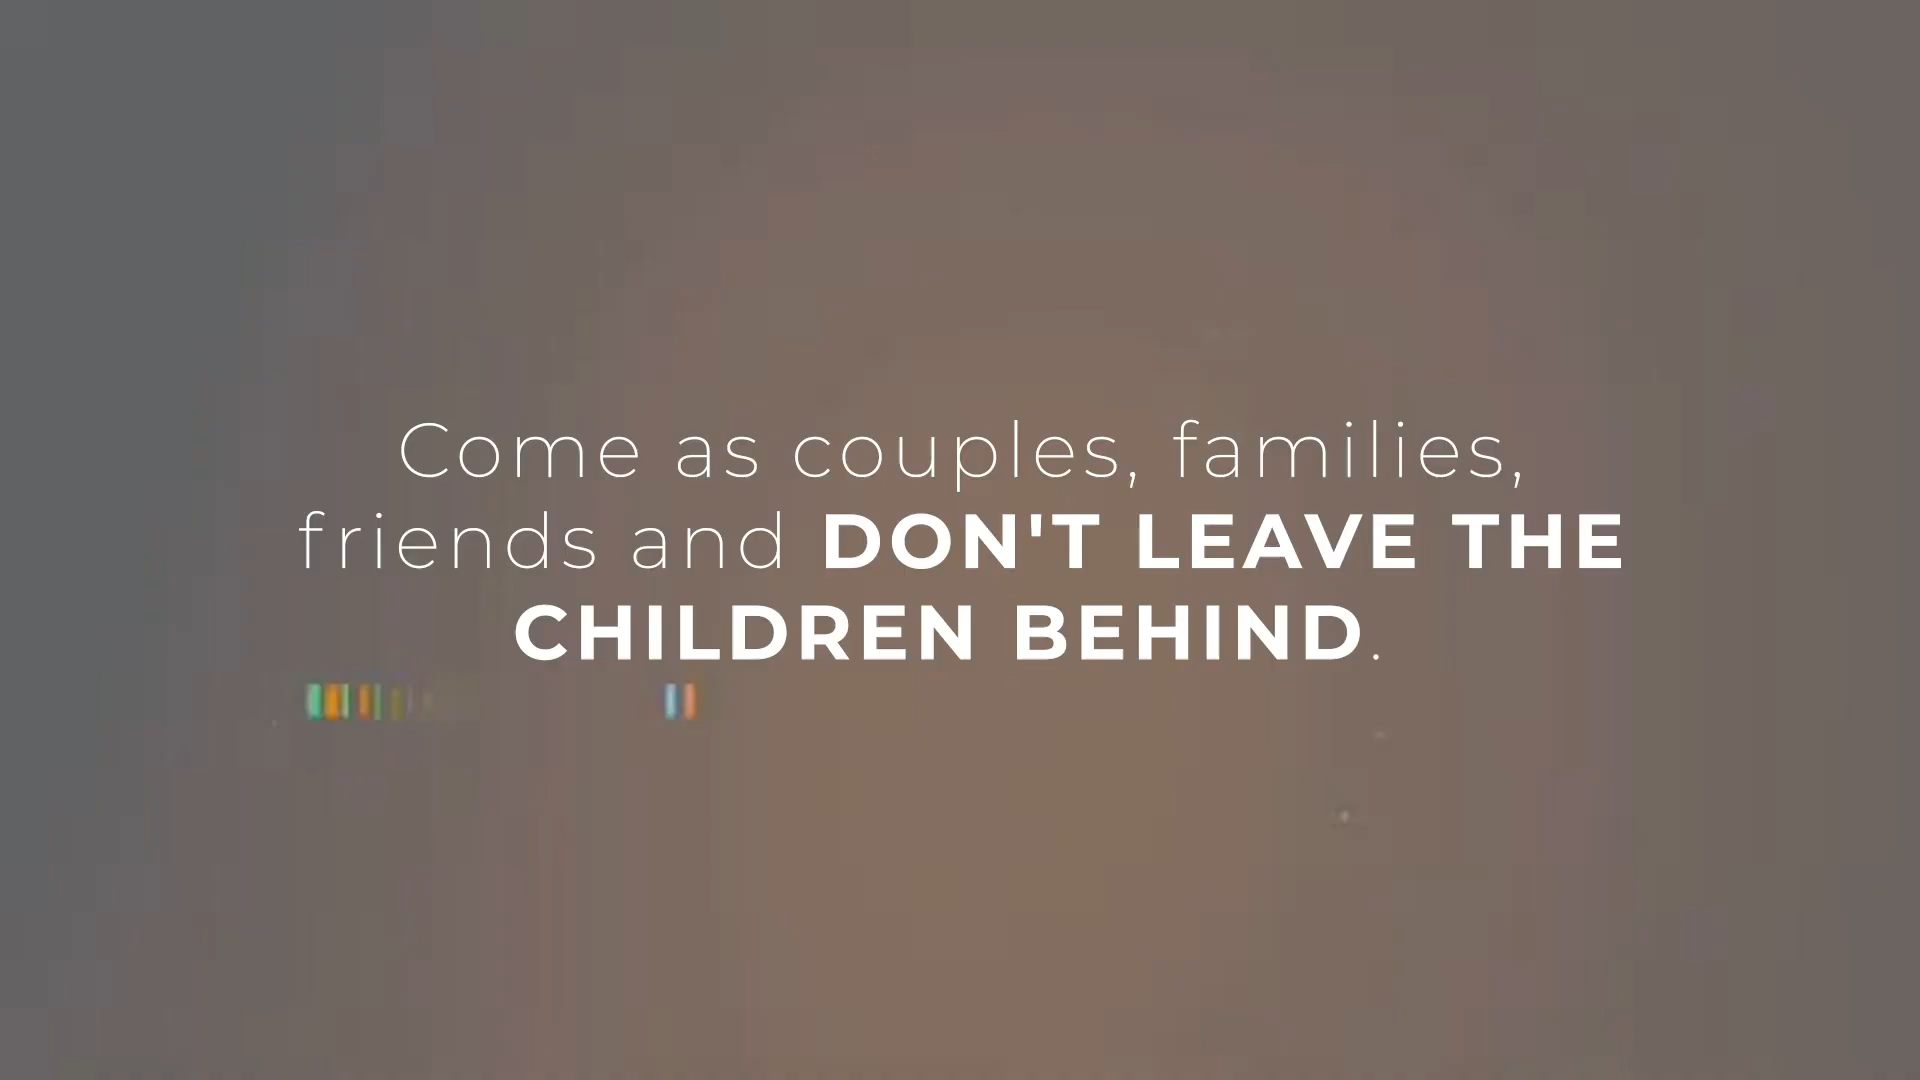 Come as couples, families,
friends and DON'T LEAVE THE
CHILDREN BEHIND.